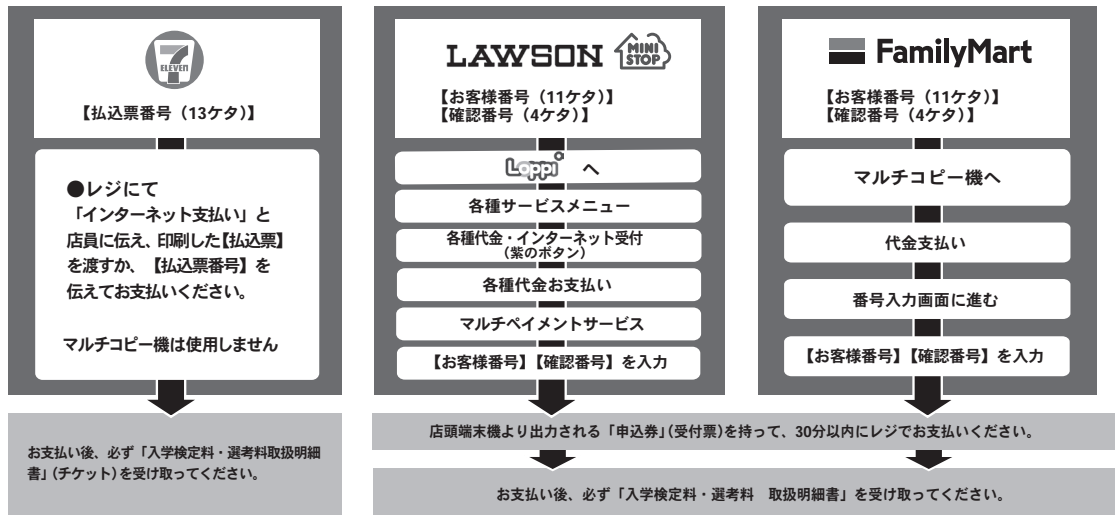 7
ELEVEN
【払込票番号（13ケタ）】
●レジにて
「インターネット支払い」と
店員に伝え、印刷した【払込票】
を渡すか、【払込票番号】を
伝えてお支払いください。
マルチコピー機は使用しません
お支払い後、必ず「入学検定料・選考料取扱明細
書」（チケット）を受け取ってください。
LAWSON MINI
STOP
【お客様番号（11ケタ）】
【確認番号（4ケタ）】
Loppi へ
各種サービスメニュー
各種代金・インターネット受付
（紫のボタン）
各種代金お支払い
マルチペイメントサービス
【お客様番号】【確認番号】を入力
FamilyMart
【お客様番号（11ケタ）】
【確認番号（4ケタ）】
マルチコピー機へ
代金支払い
番号入力画面に進む
【お客様番号】【確認番号】を入力
店頭端末機より出力される「申込券」（受付票）を持って、30分以内にレジでお支払いください。
お支払い後、必ず「入学検定料・選考料　取扱明細書」を受け取ってください。